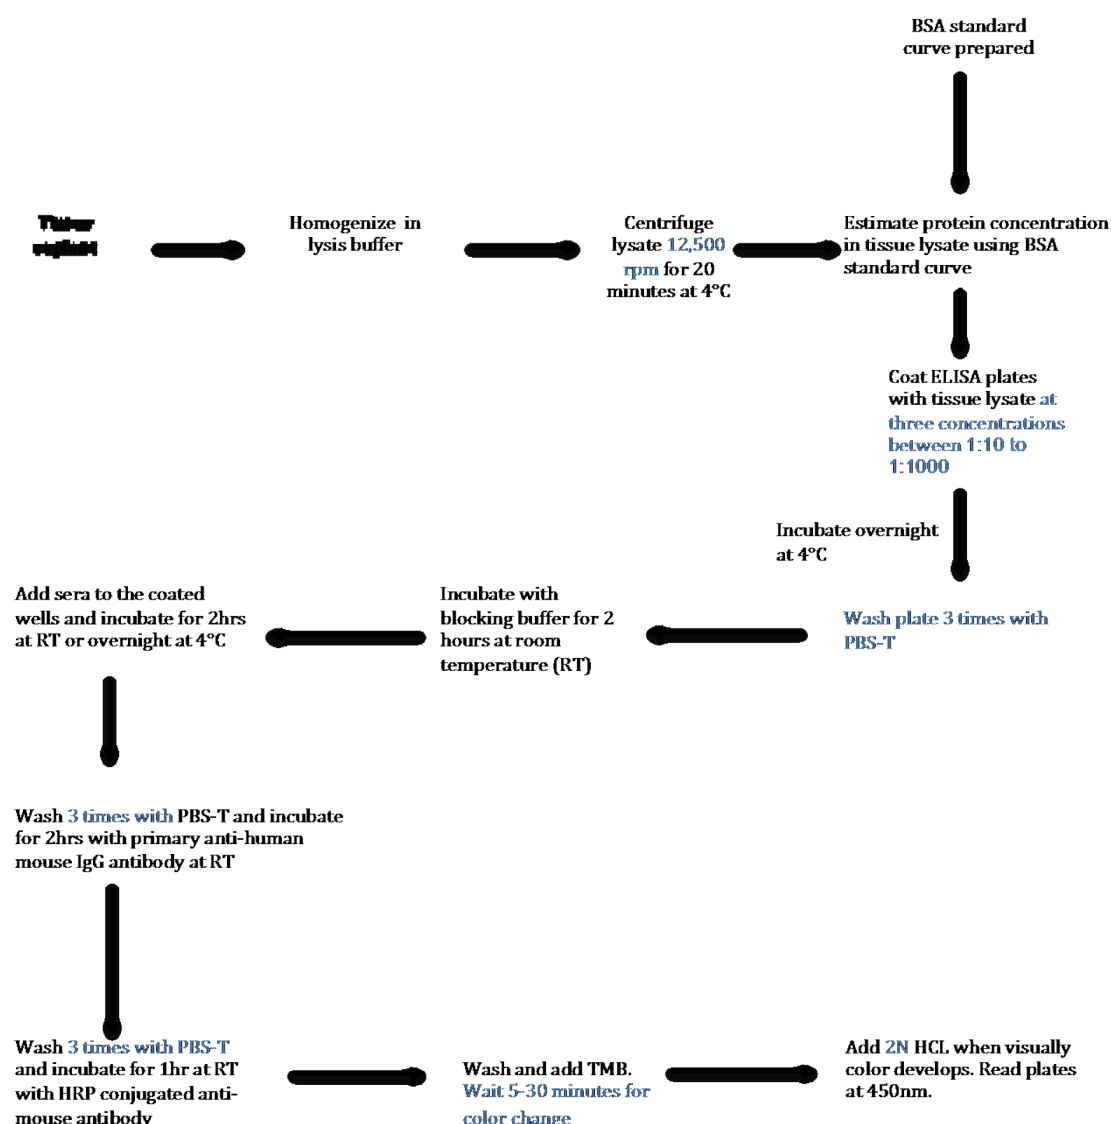 BSA standard
curve prepared
Homogenize in
lysis buffer
Centrifuge
lysate 12,500
rpm for 20
minutes at 4°C
Estimate protein concentration
in tissue lysate using BSA
standard curve
Coat ELISA plates
with tissue lysate at
three concentrations
between 1:10 to
1:1000
Incubate overnight
at 4°C
Wash plate 3 times with
PBS-T
Incubate with
blocking buffer for 2
hours at room
temperature (RT)
Add sera to the coated
wells and incubate for 2hrs
at RT or overnight at 4°C
Wash 3 times with PBS-T and incubate
for 2hrs with primary anti-human
mouse IgG antibody at RT
Wash 3 times with PBS-T
and incubate for 1hr at RT
with HRP conjugated anti-
mouse antibody
Wash and add TMB.
Wait 5-30 minutes for
color change
Add 2N HCL when visually
color develops. Read plates
at 450nm.